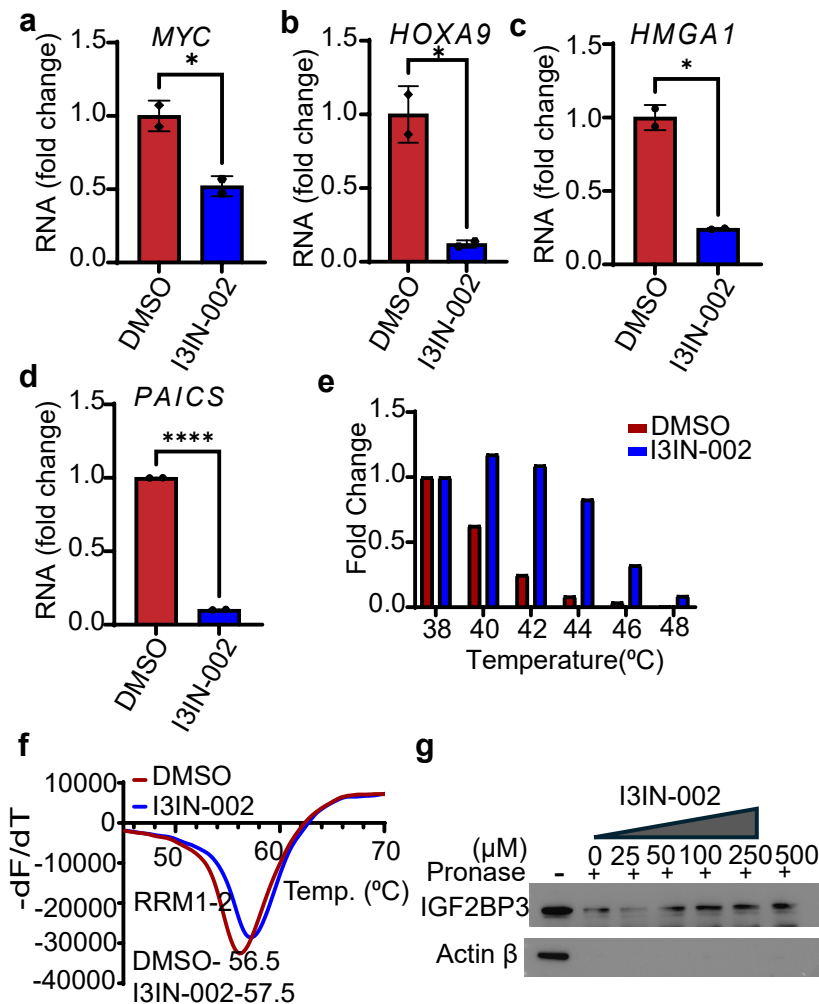 a
MYC
RNA (fold change)
1.5
1.0
0.5
0.0
*
DMSO
I3IN-002
b
HOXA9
RNA (fold change)
1.5
1.0
0.5
0.0
*
DMSO
I3IN-002
c
HMGA1
RNA (fold change)
1.5
1.0
0.5
0.0
*
DMSO
I3IN-002
d
PAICS
RNA (fold change)
1.5
1.0
0.5
0.0
****
DMSO
I3IN-002
e
Fold Change
1.5
1.0
0.5
0.0
DMSO
I3IN-002
38 40 42 44 46 48
Temperature(ºC)
f
-dF/dT
10000
0
-10000
-20000
-30000
-40000
DMSO
I3IN-002
50 60 70
Temp. (ºC)
RRM1-2
DMSO- 56.5
I3IN-002-57.5
g
I3IN-002
(µM) 0 25 50 100 250 500
Pronase – + + + + + +
IGF2BP3
Actin β